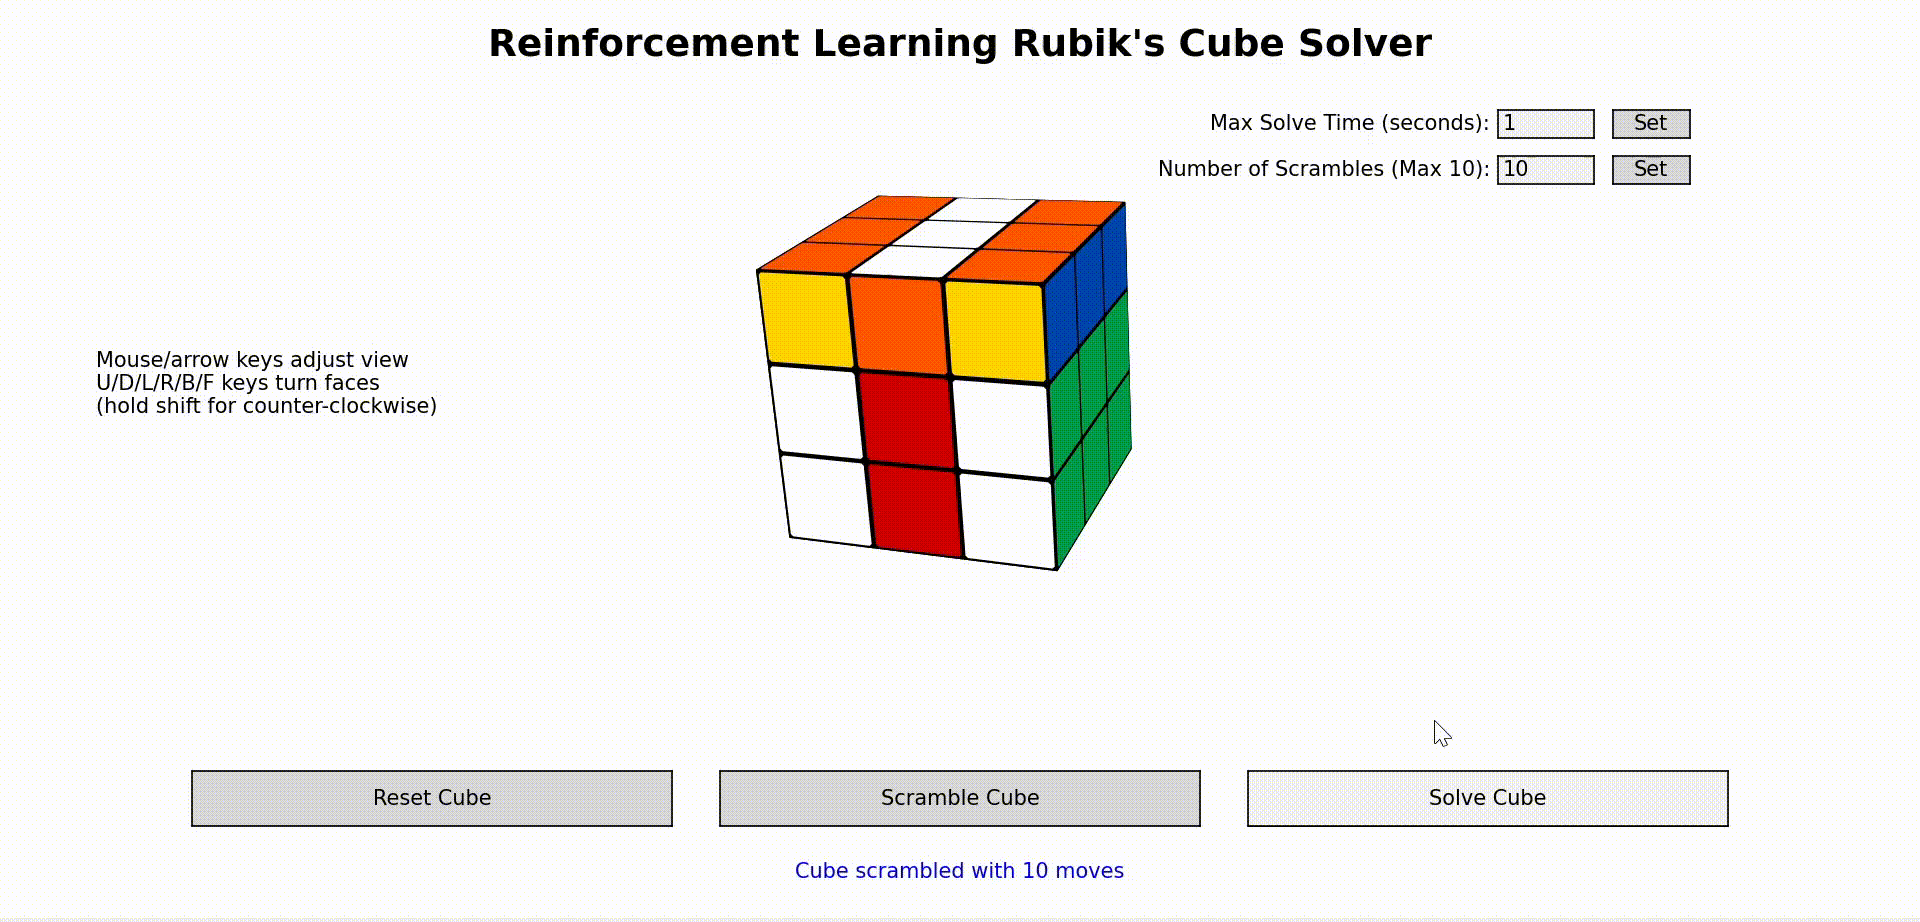 Reinforcement Learning Rubik's Cube Solver
Max Solve Time (seconds): 1 Set
Number of Scrambles (Max 10): 10 Set
Mouse/arrow keys adjust view
U/D/L/R/B/F keys turn faces
(hold shift for counter-clockwise)
Reset Cube Scramble Cube Solve Cube
Cube scrambled with 10 moves